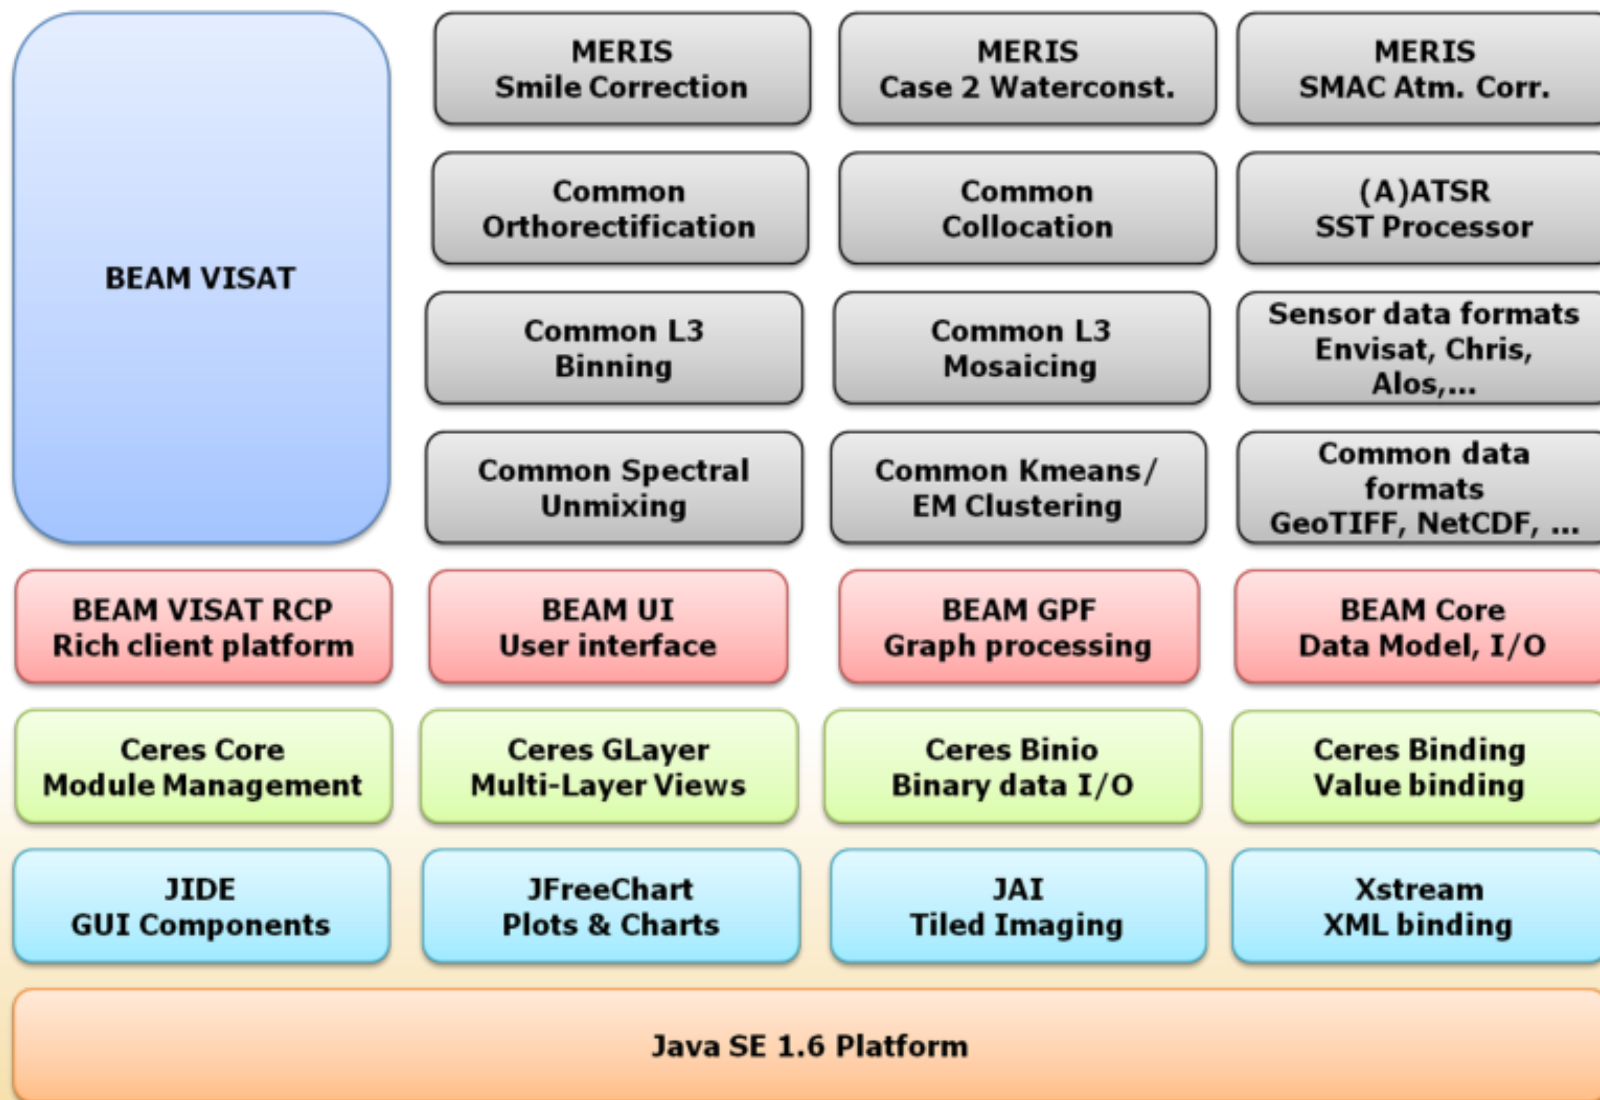 BEAM VISAT
MERIS
Smile Correction
MERIS
Case 2 Waterconst.
MERIS
SMAC Atm. Corr.
Common
Orthorectification
Common
Collocation
(A)ATSR
SST Processor
Common L3
Binning
Common L3
Mosaicing
Sensor data formats
Envisat, Chris,
Alos,...
Common Spectral
Unmixing
Common Kmeans/
EM Clustering
Common data
formats
GeoTIFF, NetCDF, ...
BEAM VISAT RCP
Rich client platform
BEAM UI
User interface
BEAM GPF
Graph processing
BEAM Core
Data Model, I/O
Ceres Core
Module Management
Ceres GLayer
Multi-Layer Views
Ceres Binio
Binary data I/O
Ceres Binding
Value binding
JIDE
GUI Components
JFreeChart
Plots & Charts
JAI
Tiled Imaging
Xstream
XML binding
Java SE 1.6 Platform